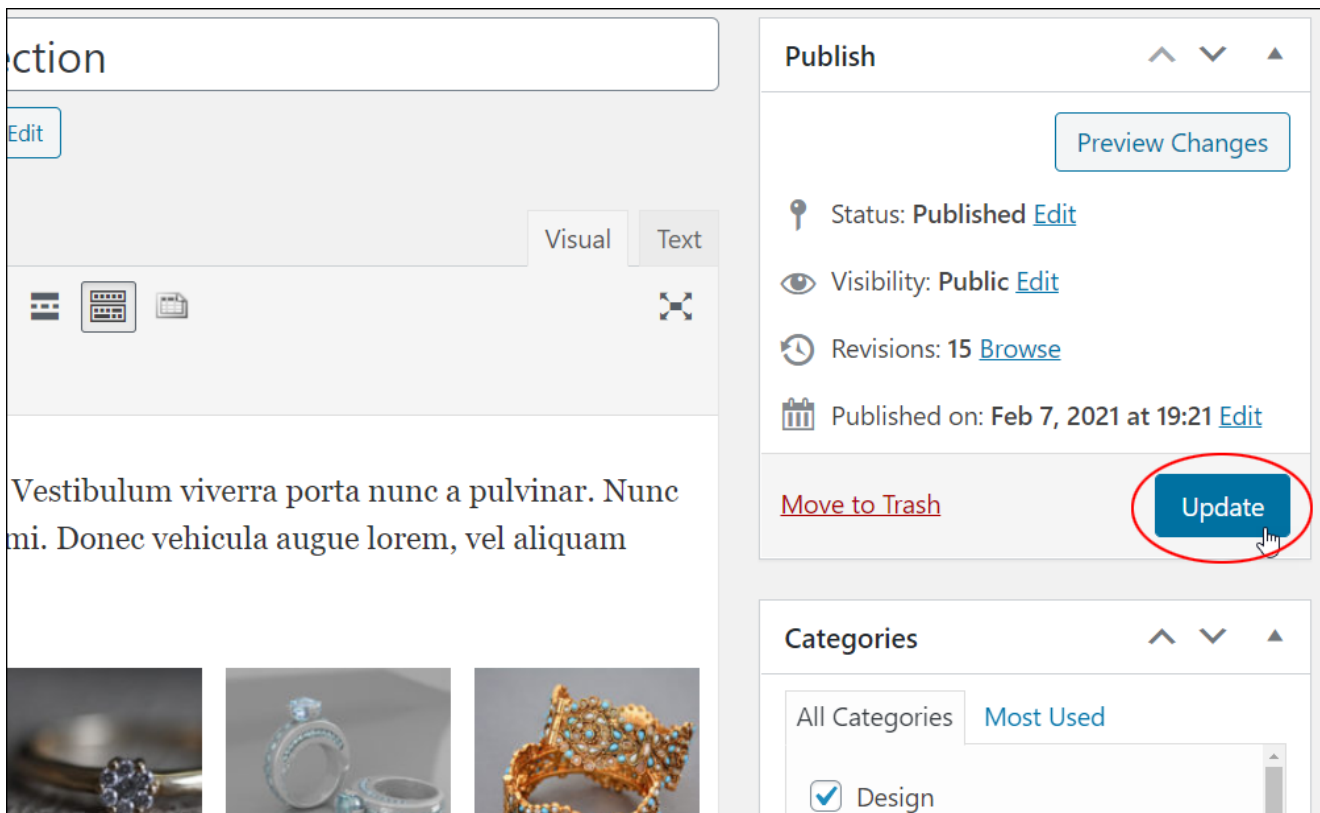 ction
Edit
Visual Text
Vestibulum viverra porta nunc a pulvinar. Nunc
mi. Donec vehicula augue lorem, vel aliquam
Publish
Preview Changes
Status: Published Edit
Visibility: Public Edit
Revisions: 15 Browse
Published on: Feb 7, 2021 at 19:21 Edit
Move to Trash Update
Categories
All Categories Most Used
Design